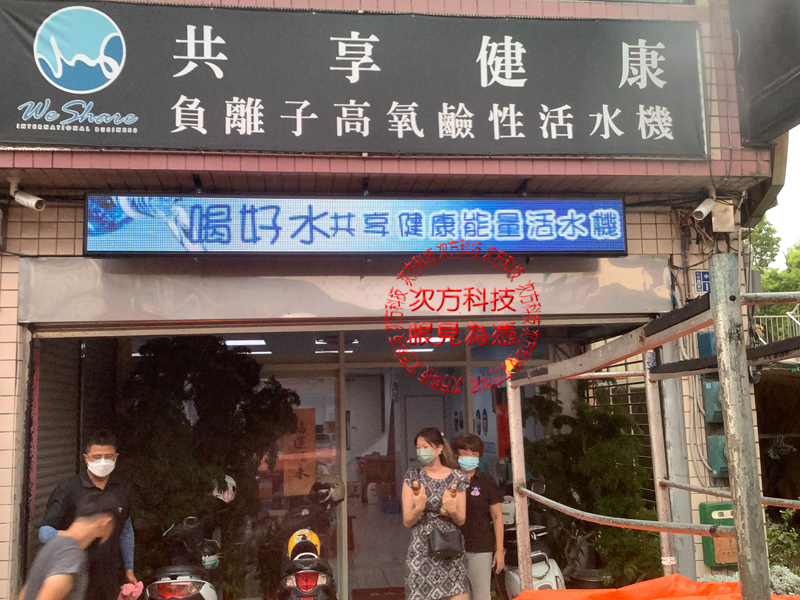 共享健康
We Share
INTERNATIONAL BUSINESS
負離子高氧鹼性活水機
喝好水共享健康能量活水機
次方科技
眼見為憑